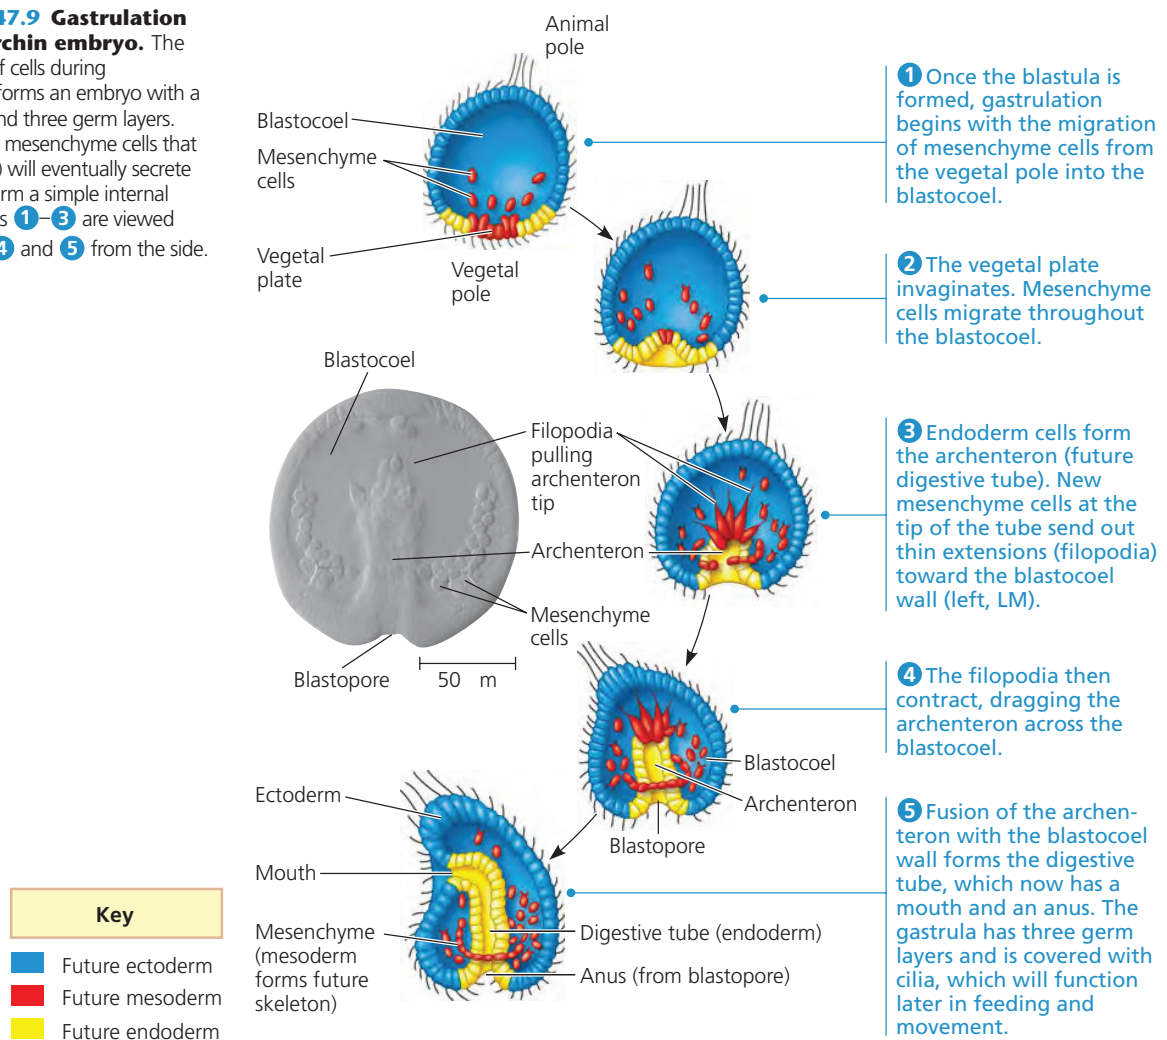 47.9 Gastrulation
rchin embryo. The
f cells during
forms an embryo with a
nd three germ layers.
mesenchyme cells that
) will eventually secrete
rm a simple internal
s 1–3 are viewed
4 and 5 from the side.
Animal
pole
Blastocoel
Mesenchyme
cells
Vegetal
plate
Vegetal
pole
1 Once the blastula is
formed, gastrulation
begins with the migration
of mesenchyme cells from
the vegetal pole into the
blastocoel.
2 The vegetal plate
invaginates. Mesenchyme
cells migrate throughout
the blastocoel.
Blastocoel
Filopodia
pulling
archenteron
tip
Archenteron
Mesenchyme
cells
Blastopore
50 m
3 Endoderm cells form
the archenteron (future
digestive tube). New
mesenchyme cells at the
tip of the tube send out
thin extensions (filopodia)
toward the blastocoel
wall (left, LM).
4 The filopodia then
contract, dragging the
archenteron across the
blastocoel.
Blastocoel
Archenteron
Blastopore
Ectoderm
Mouth
Mesenchyme
(mesoderm
forms future
skeleton)
Digestive tube (endoderm)
Anus (from blastopore)
5 Fusion of the archen-
teron with the blastocoel
wall forms the digestive
tube, which now has a
mouth and an anus. The
gastrula has three germ
layers and is covered with
cilia, which will function
later in feeding and
movement.
Key
Future ectoderm
Future mesoderm
Future endoderm